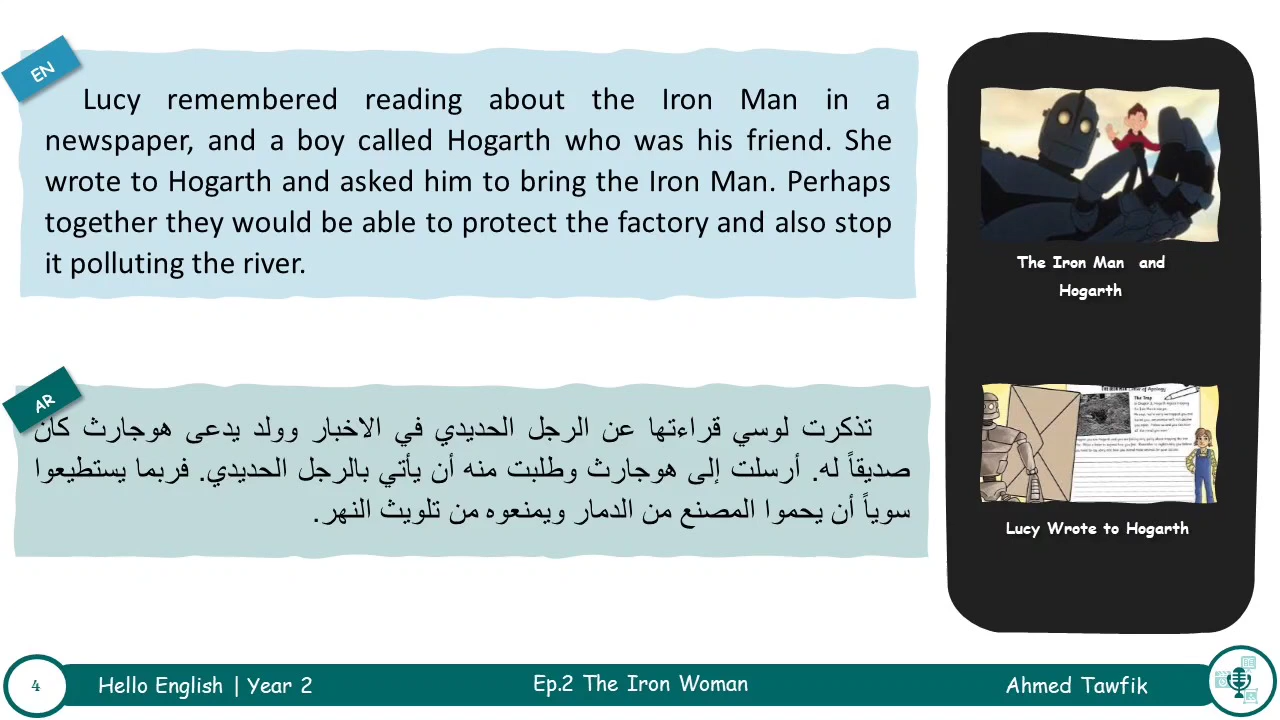 EN
Lucy remembered reading about the Iron Man in a
newspaper, and a boy called Hogarth who was his friend. She
wrote to Hogarth and asked him to bring the Iron Man. Perhaps
together they would be able to protect the factory and also stop
it polluting the river.
AR
تذكرت لوسي قراءتها عن الرجل الحديدي في الاخبار وولد يدعى هوجارث كان
صديقاً له. أرسلت إلى هوجارث وطلبت منه أن يأتي بالرجل الحديدي. فربما يستطيعوا
سوياً أن يحموا المصنع من الدمار ويمنعوه من تلويث النهر.
The Iron Man and
Hogarth
The Trap
Lucy Wrote to Hogarth
4
Hello English | Year 2
Ep.2 The Iron Woman
Ahmed Tawfik